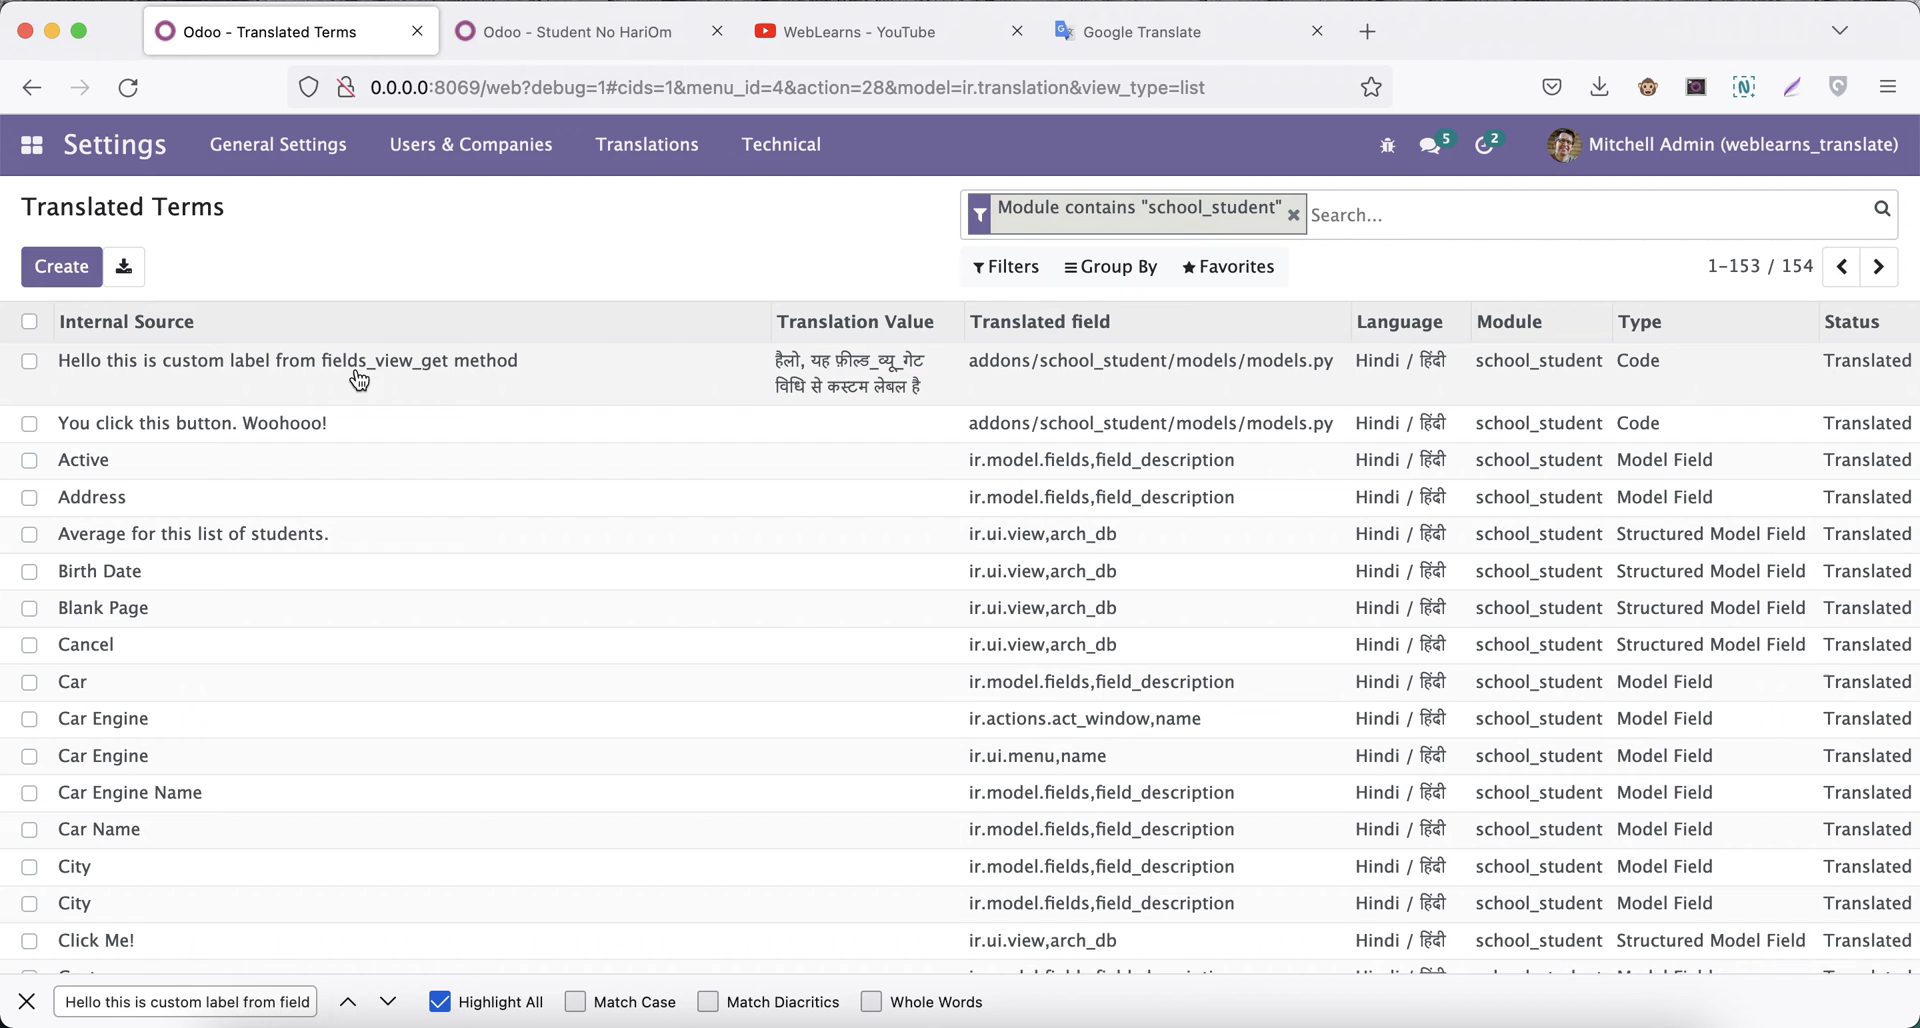 Odoo - Translated Terms
Odoo - Student No HariOm
WebLearns - YouTube
Google Translate
0.0.0.0:8069/web?debug=1#cids=1&menu_id=4&action=28&model=ir.translation&view_type=list
Settings General Settings Users & Companies Translations Technical 5 2 Mitchell Admin (weblearns_translate)
Translated Terms
Module contains "school_student" Search...
Create Filters Group By Favorites 1-153 / 154
Internal Source Translation Value Translated field Language Module Type Status
Hello this is custom label from fields_view_get method हैलो, यह फ़ील्ड_व्यू_गेट addons/school_student/models/models.py Hindi / हिंदी school_student Code Translated
विधि से कस्टम लेबल है
You click this button. Woohooo! addons/school_student/models/models.py Hindi / हिंदी school_student Code Translated
Active ir.model.fields,field_description Hindi / हिंदी school_student Model Field Translated
Address ir.model.fields,field_description Hindi / हिंदी school_student Model Field Translated
Average for this list of students. ir.ui.view,arch_db Hindi / हिंदी school_student Structured Model Field Translated
Birth Date ir.ui.view,arch_db Hindi / हिंदी school_student Structured Model Field Translated
Blank Page ir.ui.view,arch_db Hindi / हिंदी school_student Structured Model Field Translated
Cancel ir.ui.view,arch_db Hindi / हिंदी school_student Structured Model Field Translated
Car ir.model.fields,field_description Hindi / हिंदी school_student Model Field Translated
Car Engine ir.actions.act_window,name Hindi / हिंदी school_student Model Field Translated
Car Engine ir.ui.menu,name Hindi / हिंदी school_student Model Field Translated
Car Engine Name ir.model.fields,field_description Hindi / हिंदी school_student Model Field Translated
Car Name ir.model.fields,field_description Hindi / हिंदी school_student Model Field Translated
City ir.model.fields,field_description Hindi / हिंदी school_student Model Field Translated
City ir.model.fields,field_description Hindi / हिंदी school_student Model Field Translated
Click Me! ir.ui.view,arch_db Hindi / हिंदी school_student Structured Model Field Translated
Hello this is custom label from field Highlight All Match Case Match Diacritics Whole Words